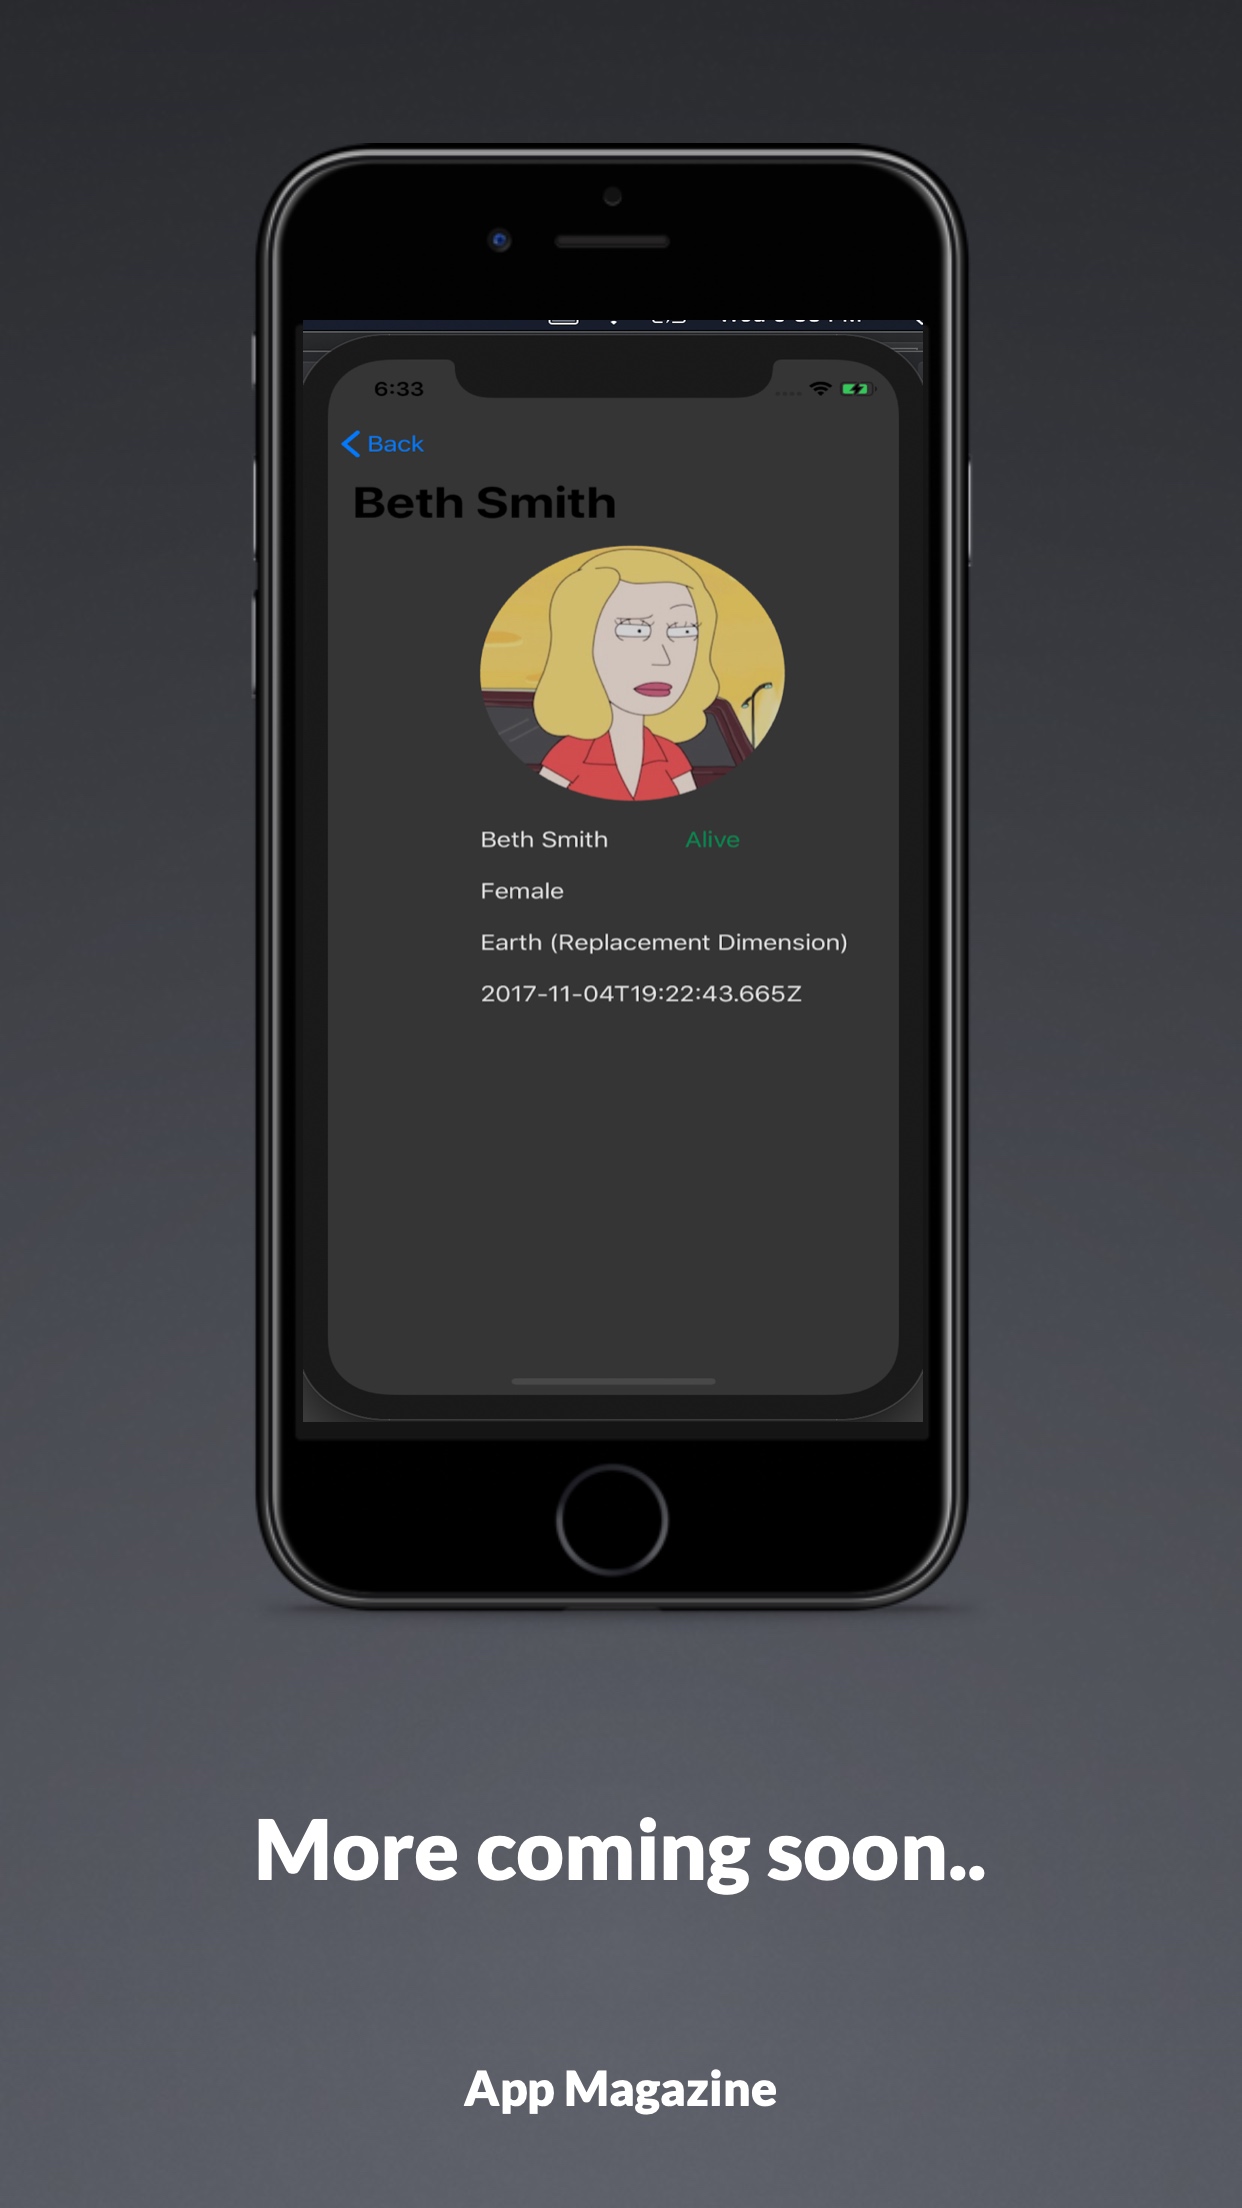 6:33
Back
Beth Smith
Beth Smith Alive
Female
Earth (Replacement Dimension)
2017-11-04T19:22:43.665Z
More coming soon..
App Magazine